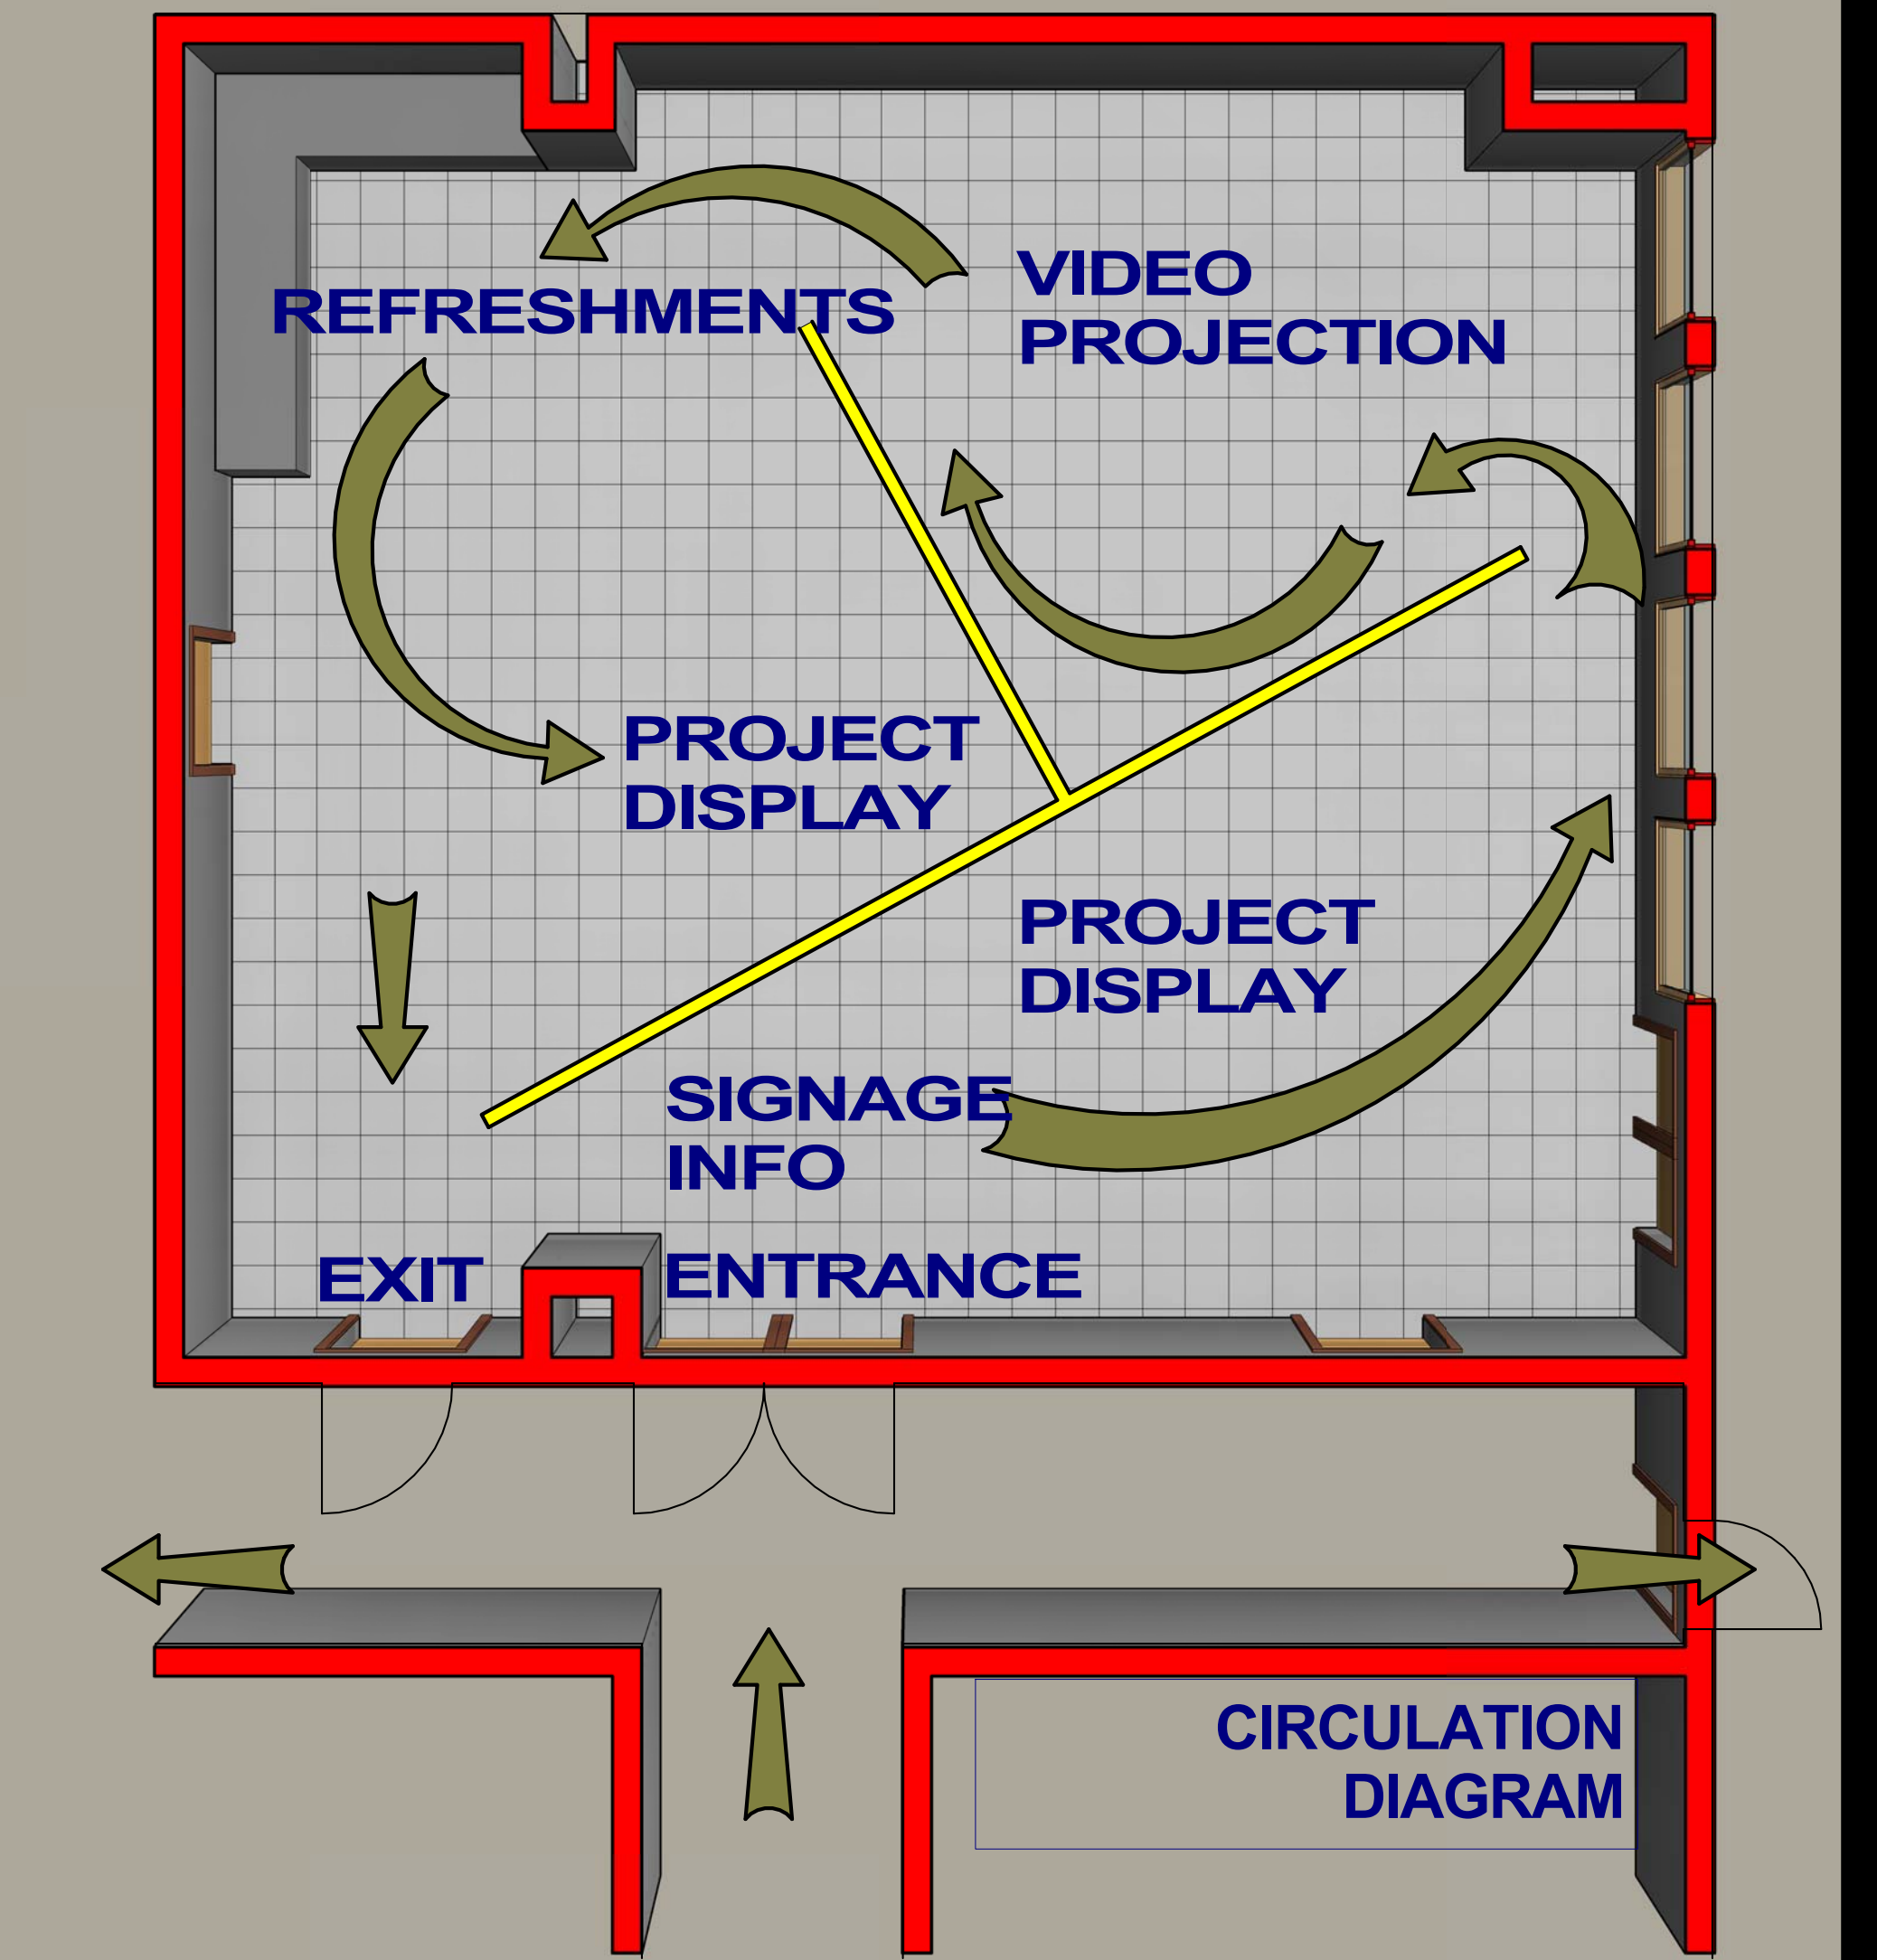 VIDEO
PROJECTION
REFRESHMENTS
PROJECT
DISPLAY
PROJECT
DISPLAY
SIGNAGE
INFO
EXIT
ENTRANCE
CIRCULATION
DIAGRAM